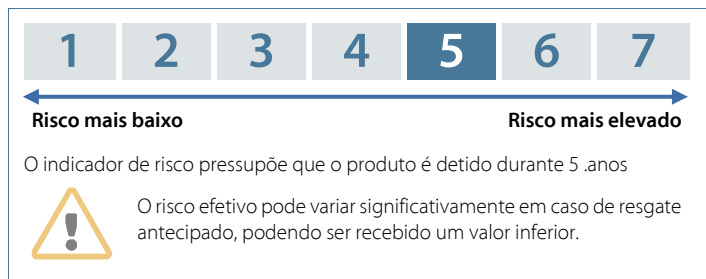 1 2 3 4 5 6 7
Risco mais baixo Risco mais elevado
O indicador de risco pressupõe que o produto é detido durante 5 .anos
O risco efetivo pode variar significativamente em caso de resgate
antecipado, podendo ser recebido um valor inferior.